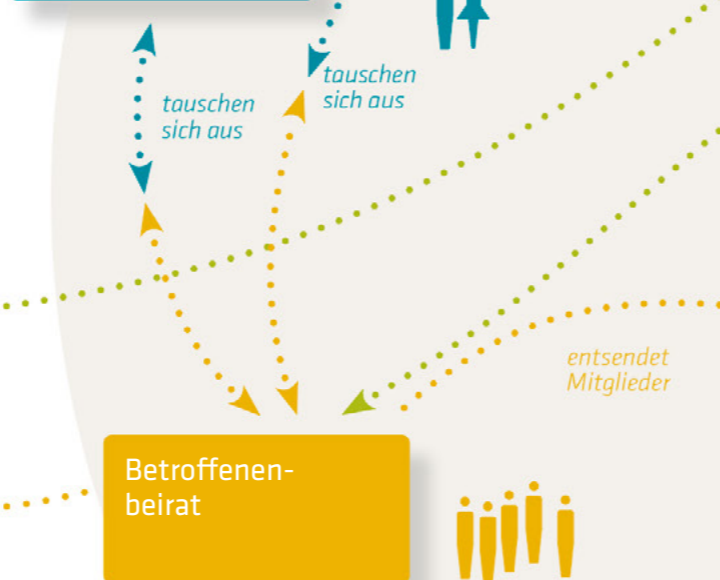 tauschen
sich aus
tauschen
sich aus
entsendet
Mitglieder
Betroffenen-
beirat